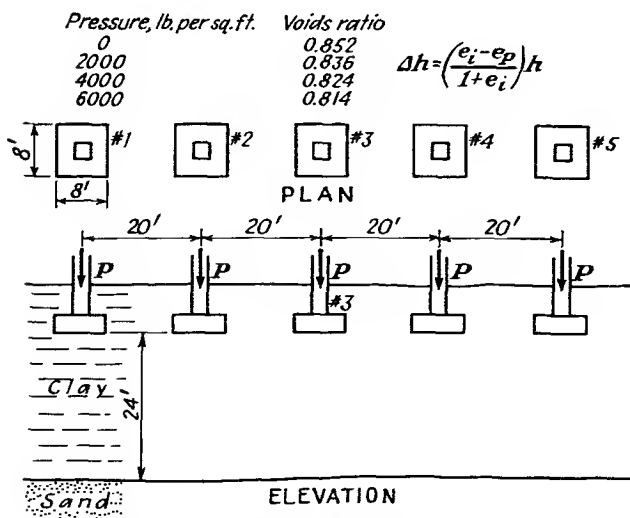 Pressure, lb. per sq. ft. Voids ratio
0 0.852
2000 0.836
4000 0.824
6000 0.814
Δh=((e_i-e_p)/(1+e_i))h
#1 #2 #3 #4 #5
8'
8'
PLAN
20' 20' 20' 20'
P P P P P
#3
Clay
24'
Sand
ELEVATION